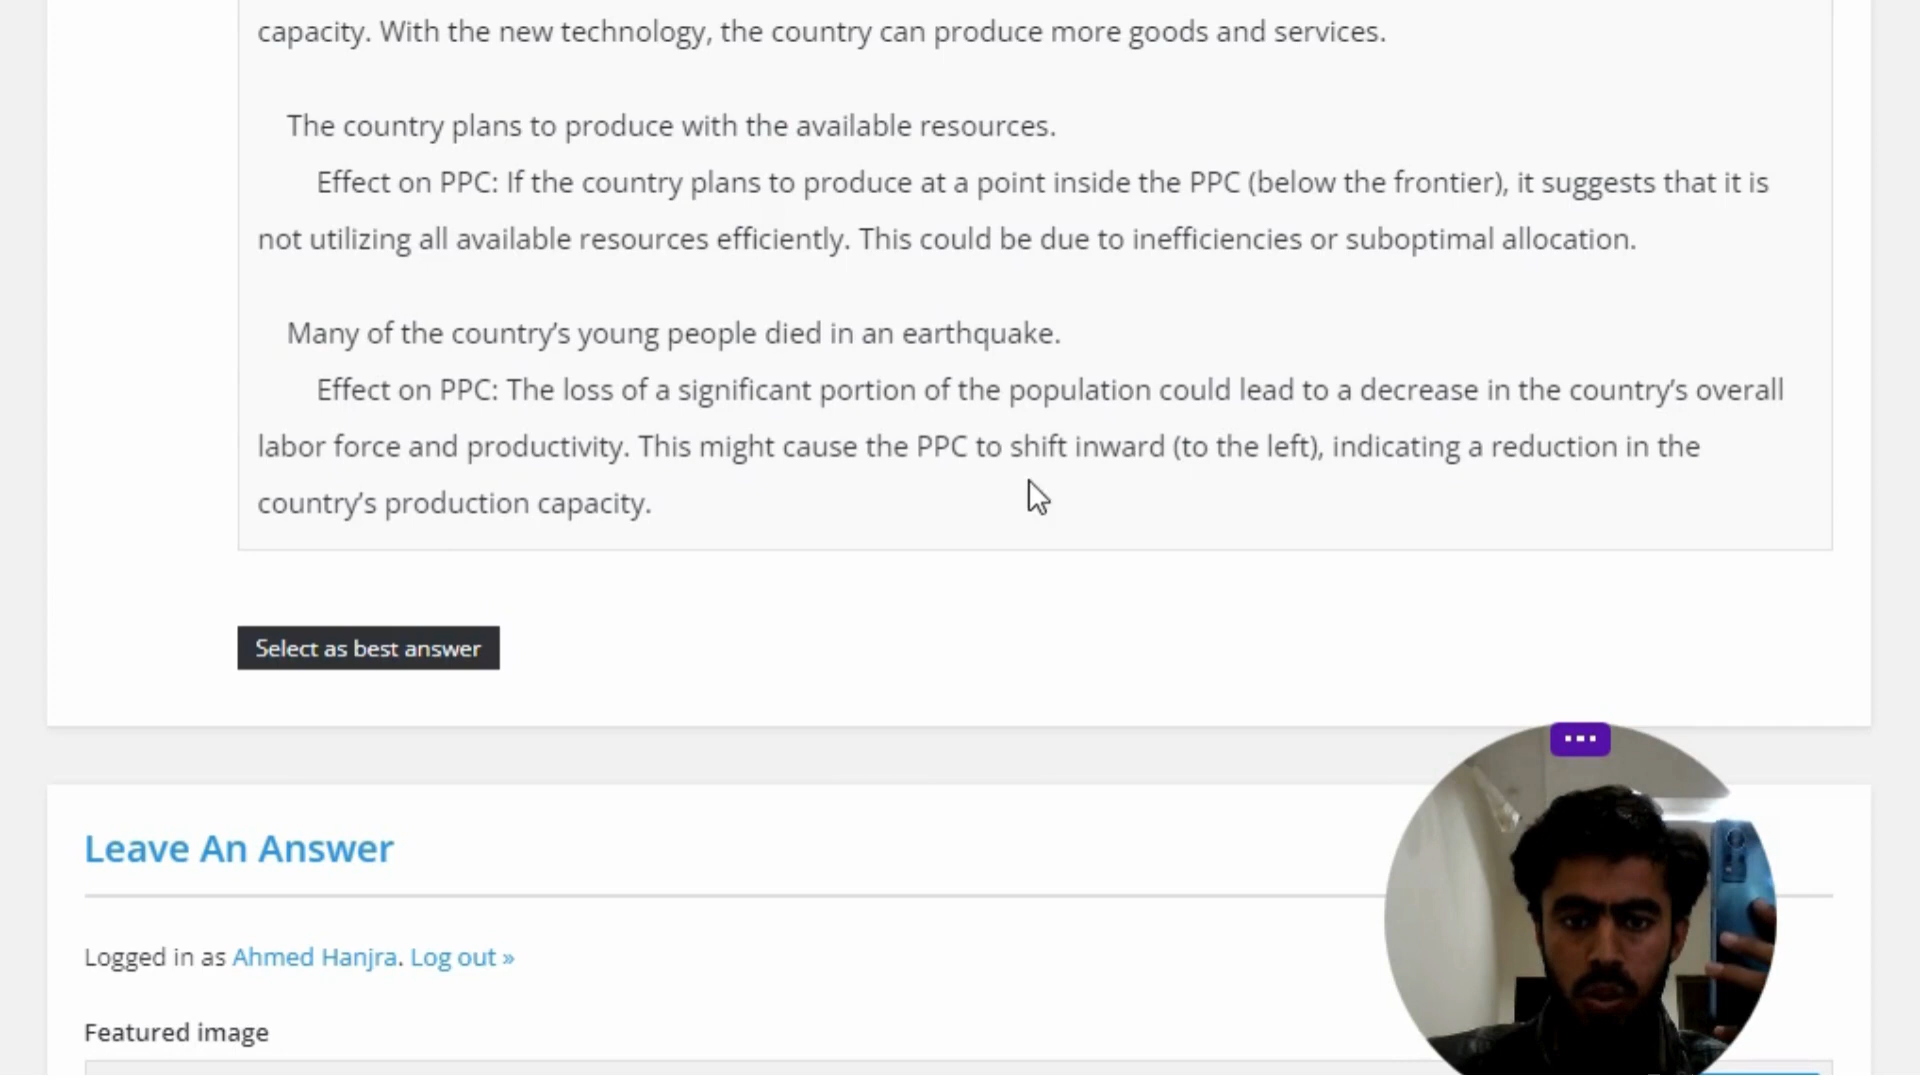 capacity. With the new technology, the country can produce more goods and services.
The country plans to produce with the available resources.
Effect on PPC: If the country plans to produce at a point inside the PPC (below the frontier), it suggests that it is
not utilizing all available resources efficiently. This could be due to inefficiencies or suboptimal allocation.
Many of the country’s young people died in an earthquake.
Effect on PPC: The loss of a significant portion of the population could lead to a decrease in the country’s overall
labor force and productivity. This might cause the PPC to shift inward (to the left), indicating a reduction in the
country’s production capacity.
Select as best answer
Leave An Answer
Logged in as Ahmed Hanjra. Log out »
Featured image